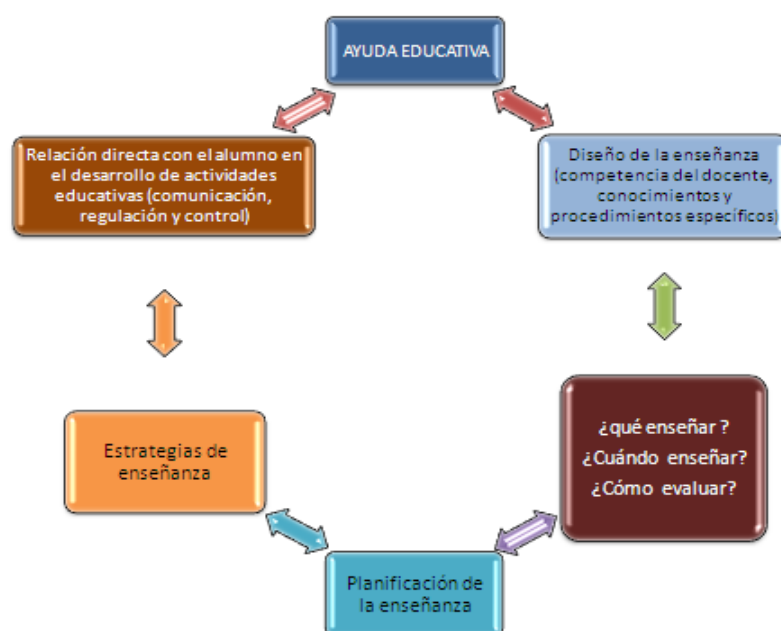 AYUDA EDUCATIVA
Relación directa con el alumno en
el desarrollo de actividades
educativas (comunicación,
regulación y control)
Diseño de la enseñanza
(competencia del docente,
conocimientos y
procedimientos específicos)
Estrategias de
enseñanza
¿qué enseñar ?
¿Cuándo enseñar?
¿Cómo evaluar?
Planificación de
la enseñanza